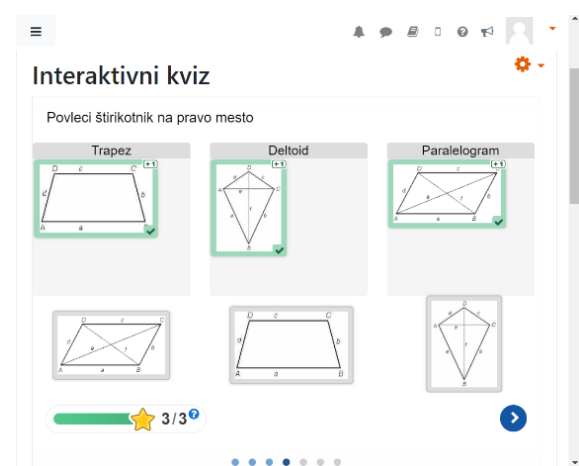 Interaktivni kviz
Povleci štirikotnik na pravo mesto
Trapez
Deltoid
Paralelogram
+1
+1
+1
D c C
d b
A a
D
d c
A e C
f
a b
B
D c
d e f b
A a B
D c C
d e f b
A a B
D c C
d b
A a B
D
d c
A e C
f
a b
B
3/3
?